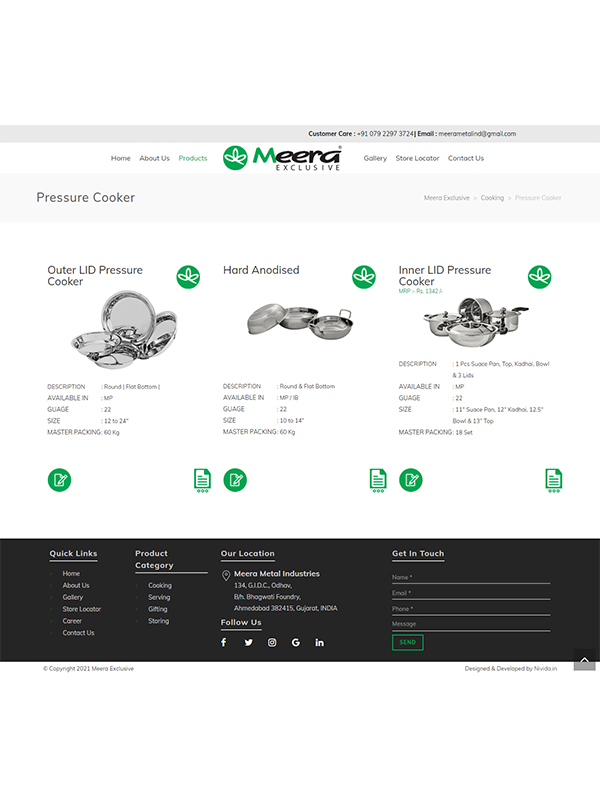 Customer Care : +91 079 2297 3724 | Email : meerametalind@gmail.com
Home About Us Products Meera® Gallery Store Locator Contact Us
EXCLUSIVE
Pressure Cooker
Meera Exclusive > Cooking > Pressure Cooker
Outer LID Pressure
Cooker
DESCRIPTION : Round | Flat Bottom (
AVAILABLE IN : MP
GUAGE : 22
SIZE : 12 to 24"
MASTER PACKING : 60 Kg
Hard Anodised
DESCRIPTION : Round & Flat Bottom
AVAILABLE IN : MP / IB
GUAGE : 22
SIZE : 10 to 14"
MASTER PACKING : 60 Kg
Inner LID Pressure
Cooker
MRP :- Rs. 1342 /-
DESCRIPTION : 1 Pcs Suace Pan, Top, Kadhai, Bowl
& 3 Lids
AVAILABLE IN : MP
GUAGE : 22
SIZE : 11" Suace Pan, 12" Kadhai, 12.5"
Bowl & 13" Top
MASTER PACKING : 18 Set
Quick Links
Home
About Us
Gallery
Store Locator
Career
Contact Us
Product
Category
Cooking
Serving
Gifting
Storing
Our Location
Meera Metal Industries
134, G.I.D.C., Odhav,
B/h. Bhagwati Foundry,
Ahmedabad 382415, Gujarat, INDIA
Follow Us
Get In Touch
Name *
Email *
Phone *
Message
SEND
© Copyright 2021 Meera Exclusive
Designed & Developed by Nivida.in